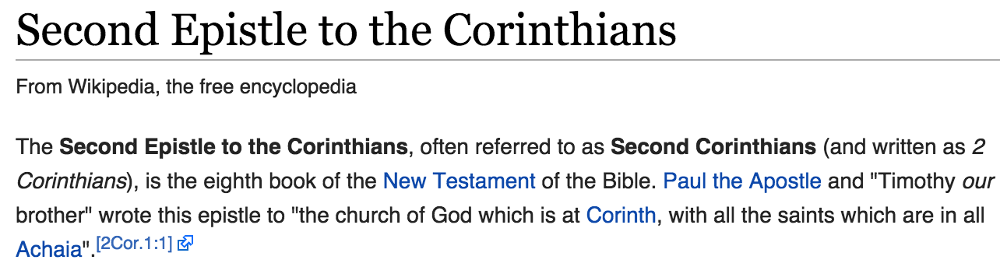 Second Epistle to the Corinthians
From Wikipedia, the free encyclopedia
The Second Epistle to the Corinthians, often referred to as Second Corinthians (and written as 2
Corinthians), is the eighth book of the New Testament of the Bible. Paul the Apostle and "Timothy our
brother" wrote this epistle to "the church of God which is at Corinth, with all the saints which are in all
Achaia".[2Cor.1:1]